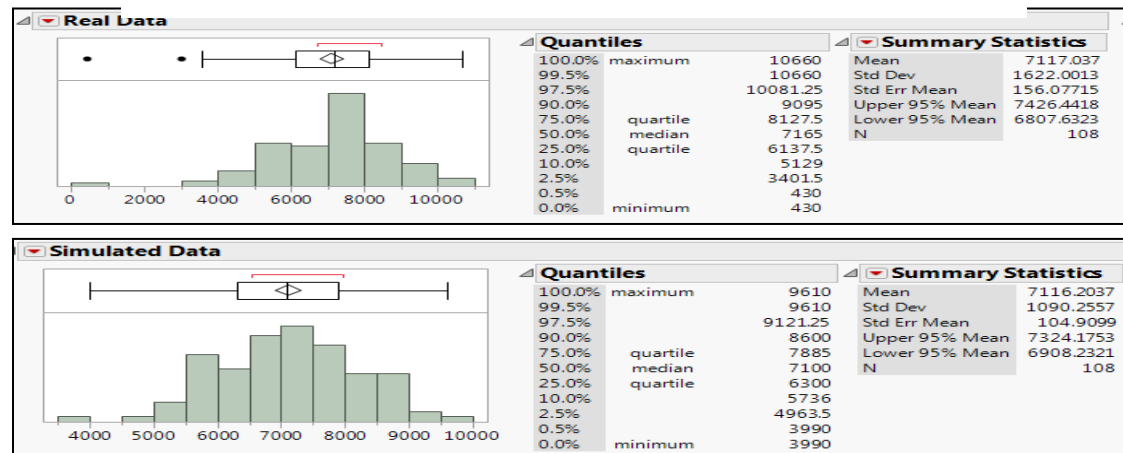 Real Data
0 2000 4000 6000 8000 10000
Quantiles
100.0% maximum 10660
99.5% 10660
97.5% 10081.25
90.0% 9095
75.0% quartile 8127.5
50.0% median 7165
25.0% quartile 6137.5
10.0% 5129
2.5% 3401.5
0.5% 430
0.0% minimum 430
Summary Statistics
Mean 7117.037
Std Dev 1622.0013
Std Err Mean 156.07715
Upper 95% Mean 7426.4418
Lower 95% Mean 6807.6323
N 108
Simulated Data
4000 5000 6000 7000 8000 9000 10000
Quantiles
100.0% maximum 9610
99.5% 9610
97.5% 9121.25
90.0% 8600
75.0% quartile 7885
50.0% median 7100
25.0% quartile 6300
10.0% 5736
2.5% 4963.5
0.5% 3990
0.0% minimum 3990
Summary Statistics
Mean 7116.2037
Std Dev 1090.2557
Std Err Mean 104.9099
Upper 95% Mean 7324.1753
Lower 95% Mean 6908.2321
N 108